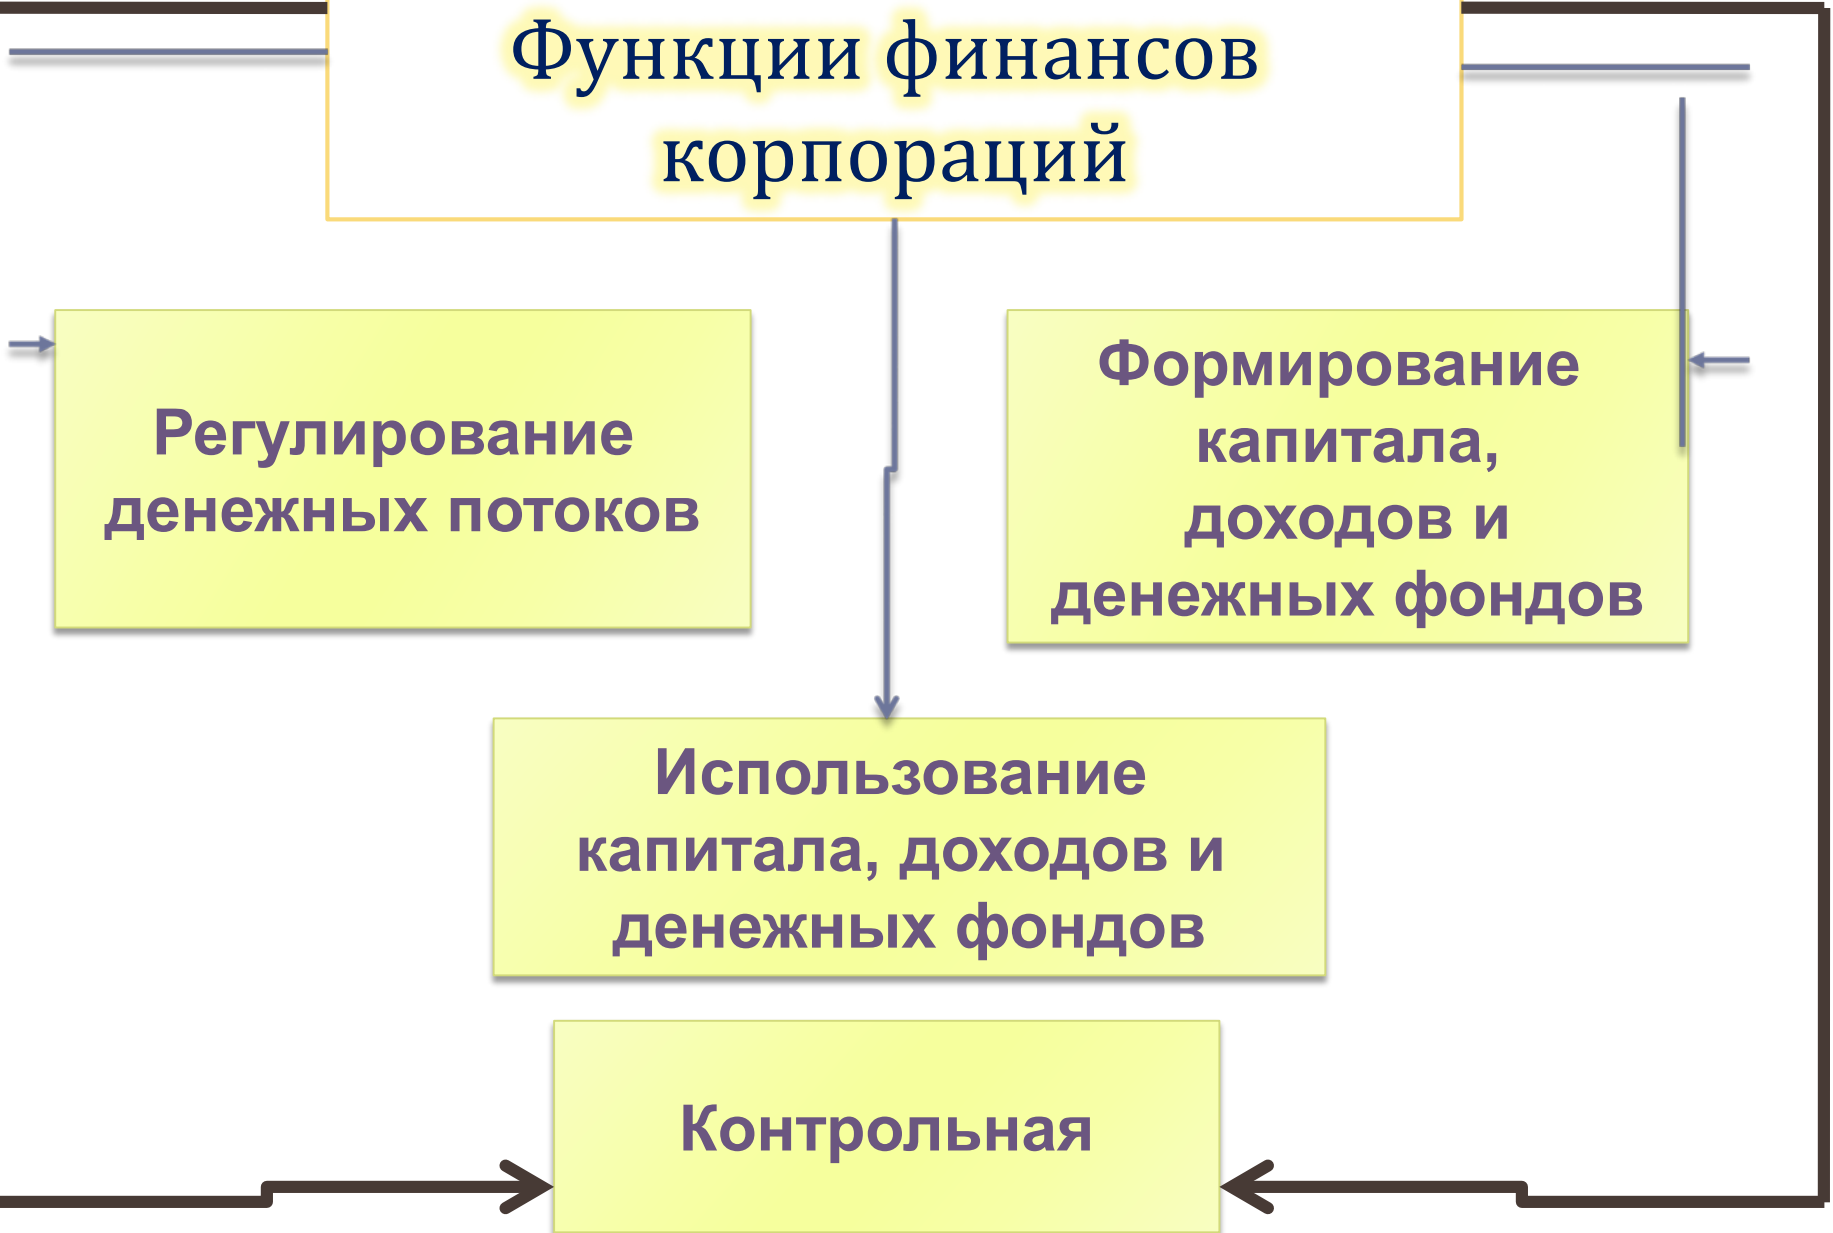 Функции финансов
корпораций
Регулирование
денежных потоков
Формирование
капитала,
доходов и
денежных фондов
Использование
капитала, доходов и
денежных фондов
Контрольная